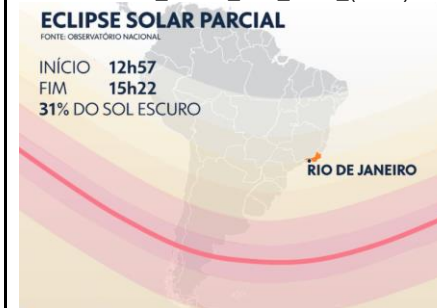 ECLIPSE SOLAR PARCIAL
FONTE: OBSERVATÓRIO NACIONAL
INÍCIO 12h57
FIM 15h22
31% DO SOL ESCURO
RIO DE JANEIRO